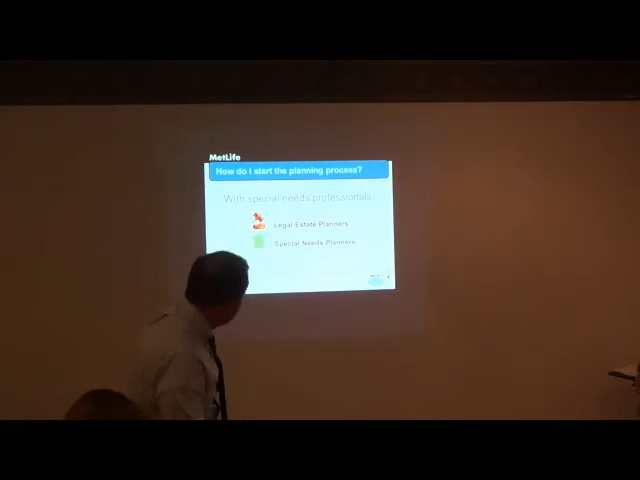 MetLife
How do I start the planning process?
With special needs professionals
Legal Estate Planners
Special Needs Planners